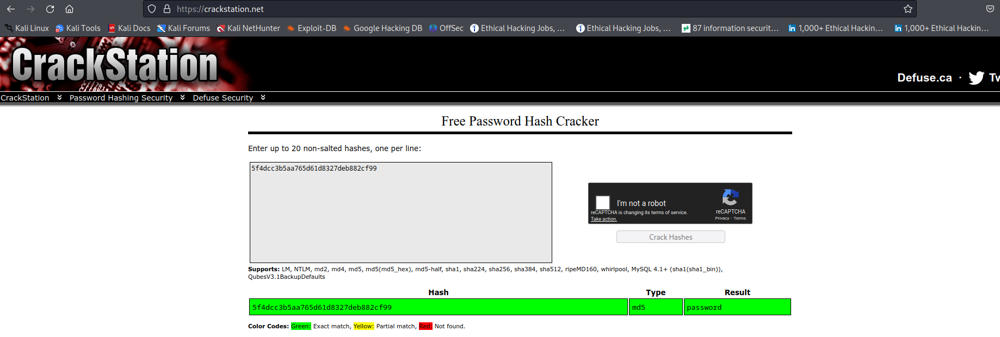 https://crackstation.net
Kali Linux Kali Tools Kali Docs Kali Forums Kali NetHunter Exploit-DB Google Hacking DB OffSec Ethical Hacking Jobs, ... Ethical Hacking Jobs, ... 87 information securit... 1,000+ Ethical Hackin... 1,000+ Ethical Hackin...
CrackStation
Defuse.ca · Tw
CrackStation Password Hashing Security Defuse Security
Free Password Hash Cracker
Enter up to 20 non-salted hashes, one per line:
5f4dcc3b5aa765d61d8327deb882cf99
I'm not a robot
reCAPTCHA is changing its terms of service.
Take action.
reCAPTCHA
Privacy - Terms
Crack Hashes
Supports: LM, NTLM, md2, md4, md5, md5(md5_hex), md5-half, sha1, sha224, sha256, sha384, sha512, ripeMD160, whirlpool, MySQL 4.1+ (sha1(sha1_bin)),
QubesV3.1BackupDefaults
Hash Type Result
5f4dcc3b5aa765d61d8327deb882cf99 md5 password
Color Codes: Green: Exact match, Yellow: Partial match, Red: Not found.